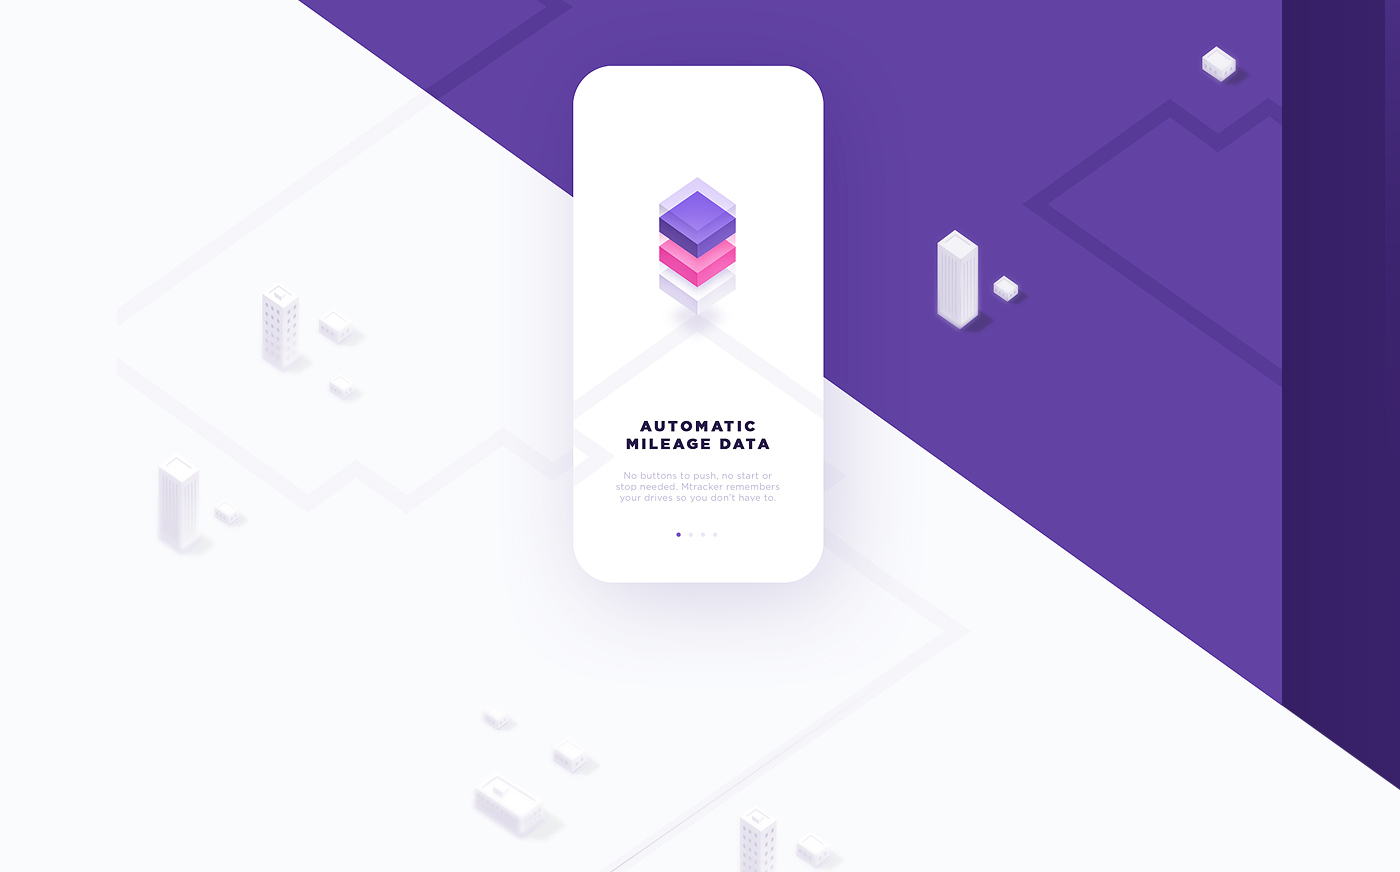 AUTOMATIC
MILEAGE DATA
No buttons to push, no start or
stop needed. Mtracker remembers
your drives so you don't have to.